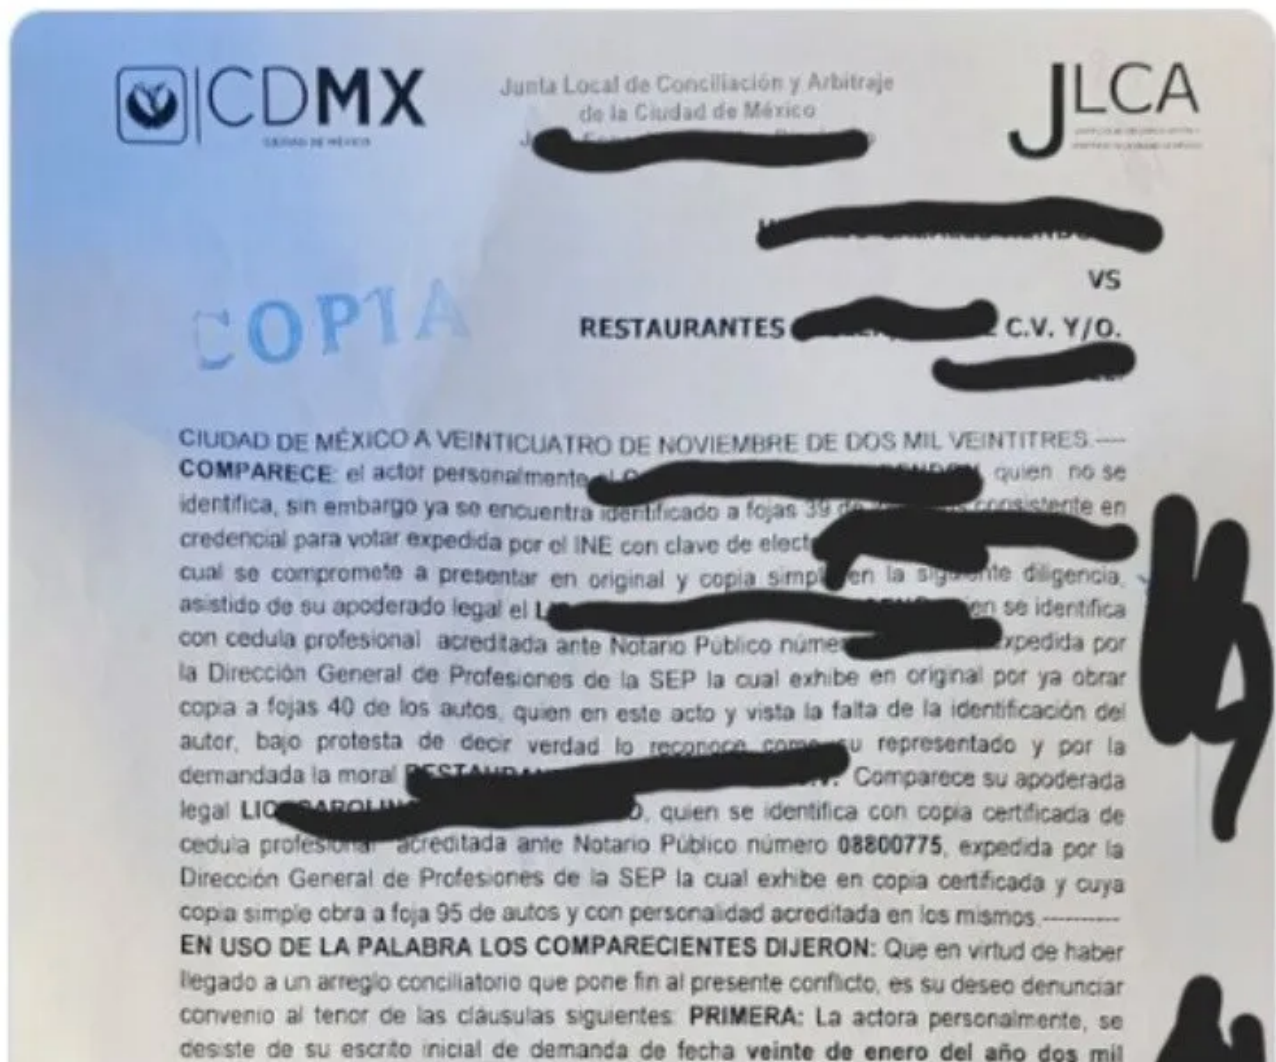 CDMX
CIUDAD DE MÉXICO
Junta Local de Conciliación y Arbitraje
de la Ciudad de México
JLCA
VS
COPIA
RESTAURANTES C.V. Y/O.
CIUDAD DE MÉXICO A VEINTICUATRO DE NOVIEMBRE DE DOS MIL VEINTITRES.----
COMPARECE: el actor personalmente quien no se
identifica, sin embargo ya se encuentra identificado a fojas 39 de consistente en
credencial para votar expedida por el INE con clave de
cual se compromete a presentar en original y copia en la siguiente diligencia,
asistido de su apoderado legal el se identifica
con cedula profesional acreditada ante Notario Público expedida por
la Dirección General de Profesiones de la SEP la cual exhibe en original por ya obrar
copia a fojas 40 de los autos, quien en este acto y vista la falta de la identificación del
autor, bajo protesta de decir verdad lo reconoce como su representado y por la
demandada la moral Comparece su apoderada
legal quien se identifica con copia certificada de
cedula profesional acreditada ante Notario Público número 08800775, expedida por la
Dirección General de Profesiones de la SEP la cual exhibe en copia certificada y cuya
copia simple obra a foja 95 de autos y con personalidad acreditada en los mismos.----------
EN USO DE LA PALABRA LOS COMPARECIENTES DIJERON: Que en virtud de haber
llegado a un arreglo conciliatorio que pone fin al presente conflicto, es su deseo denunciar
convenio al tenor de las cláusulas siguientes: PRIMERA: La actora personalmente, se
desiste de su escrito inicial de demanda de fecha veinte de enero del año dos mil